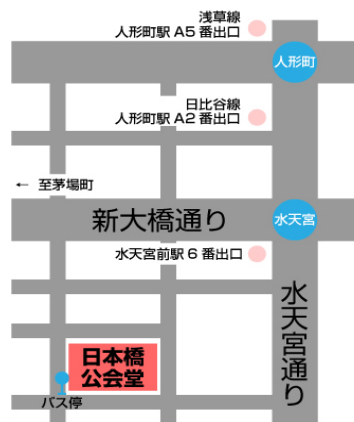 浅草線
人形町駅 A5 番出口
人形町
日比谷線
人形町駅 A2 番出口
← 至茅場町
新大橋通り
水天宮
水天宮前駅 6 番出口
水天宮通り
日本橋
公会堂
バス停